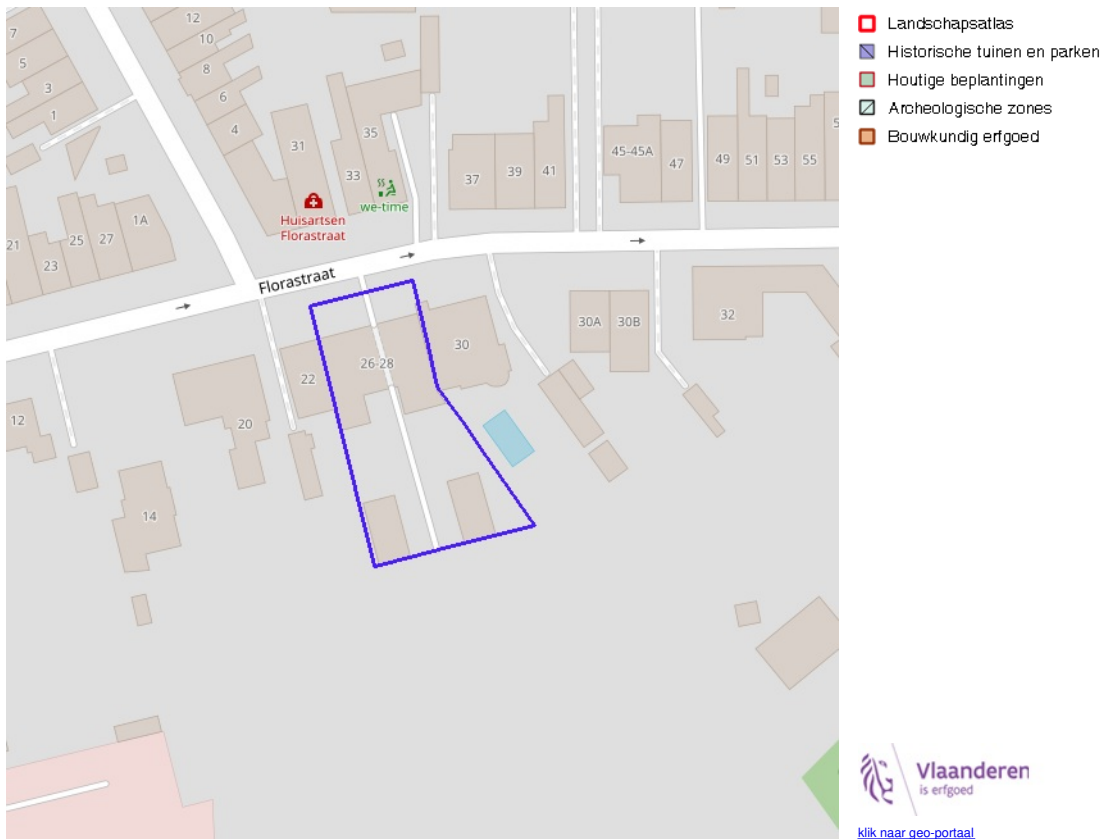 7
5
3
1
12
10
8
6
4
31
35
33
we-time
Huisartsen
Florastraat
37
39
41
45-45A
47
49
51
53
55
21
23
25
27
1A
Florastraat
22
26-28
30
30A
30B
32
12
20
14
Landschapsatlas
Historische tuinen en parken
Houtige beplantingen
Archeologische zones
Bouwkundig erfgoed
Vlaanderen
is erfgoed
klik naar geo-portaal